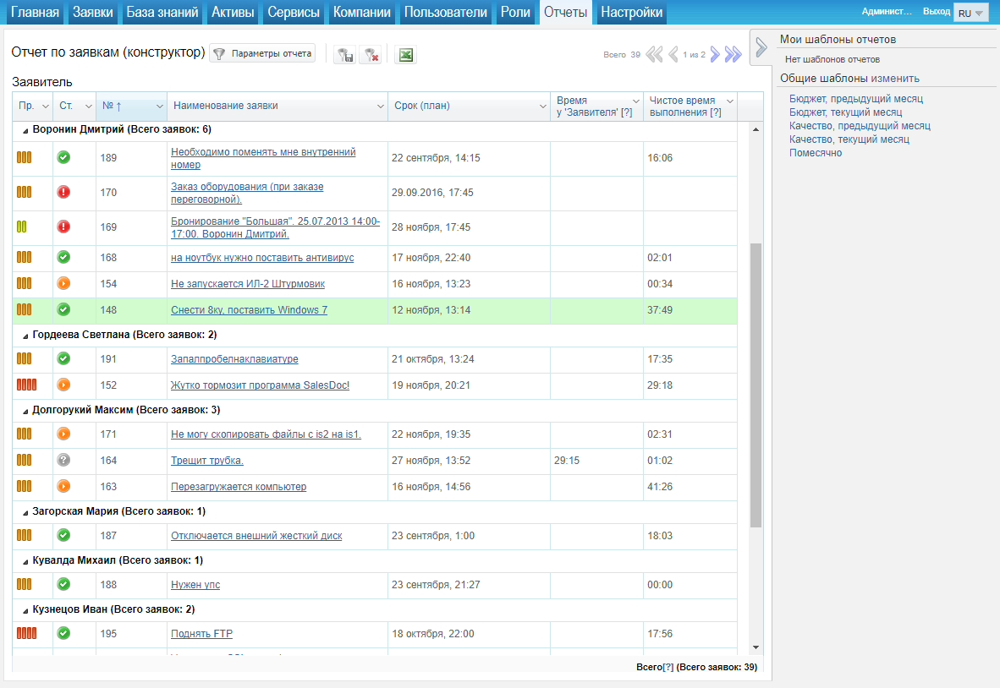 Главная Заявки База знаний Активы Сервисы Компании Пользователи Роли Отчеты Настройки Админист... Выход RU
Отчет по заявкам (конструктор) Параметры отчета Всего 39 1 из 2
Заявитель
Пр. Ст. № ↑ Наименование заявки Срок (план) Время у 'Заявителя' [?] Чистое время выполнения [?]
Воронин Дмитрий (Всего заявок: 6)
189 Необходимо поменять мне внутренний 22 сентября, 14:15 16:06
номер
170 Заказ оборудования (при заказе 29.09.2016, 17:45
переговорной).
169 Бронирование "Большая". 25.07.2013 14:00- 28 ноября, 17:45
17:00. Воронин Дмитрий.
168 на ноутбук нужно поставить антивирус 17 ноября, 22:40 02:01
154 Не запускается ИЛ-2 Штурмовик 16 ноября, 13:23 00:34
148 Снести 8ку, поставить Windows 7 12 ноября, 13:14 37:49
Гордеева Светлана (Всего заявок: 2)
191 Запалпробелнаклавиатуре 21 октября, 13:24 17:35
152 Жутко тормозит программа SalesDoc! 19 ноября, 20:21 29:18
Долгорукий Максим (Всего заявок: 3)
171 Не могу скопировать файлы с is2 на is1. 22 ноября, 19:35 02:31
164 Трещит трубка. 27 ноября, 13:52 29:15 01:02
163 Перезагружается компьютер 16 ноября, 14:56 41:26
Загорская Мария (Всего заявок: 1)
187 Отключается внешний жесткий диск 23 сентября, 1:00 18:03
Кувалда Михаил (Всего заявок: 1)
188 Нужен упс 23 сентября, 21:27 00:00
Кузнецов Иван (Всего заявок: 2)
195 Поднять FTP 18 октября, 22:00 17:56
Всего[?] (Всего заявок: 39)
Мои шаблоны отчетов
Нет шаблонов отчетов
Общие шаблоны изменить
Бюджет, предыдущий месяц
Бюджет, текущий месяц
Качество, предыдущий месяц
Качество, текущий месяц
Помесячно